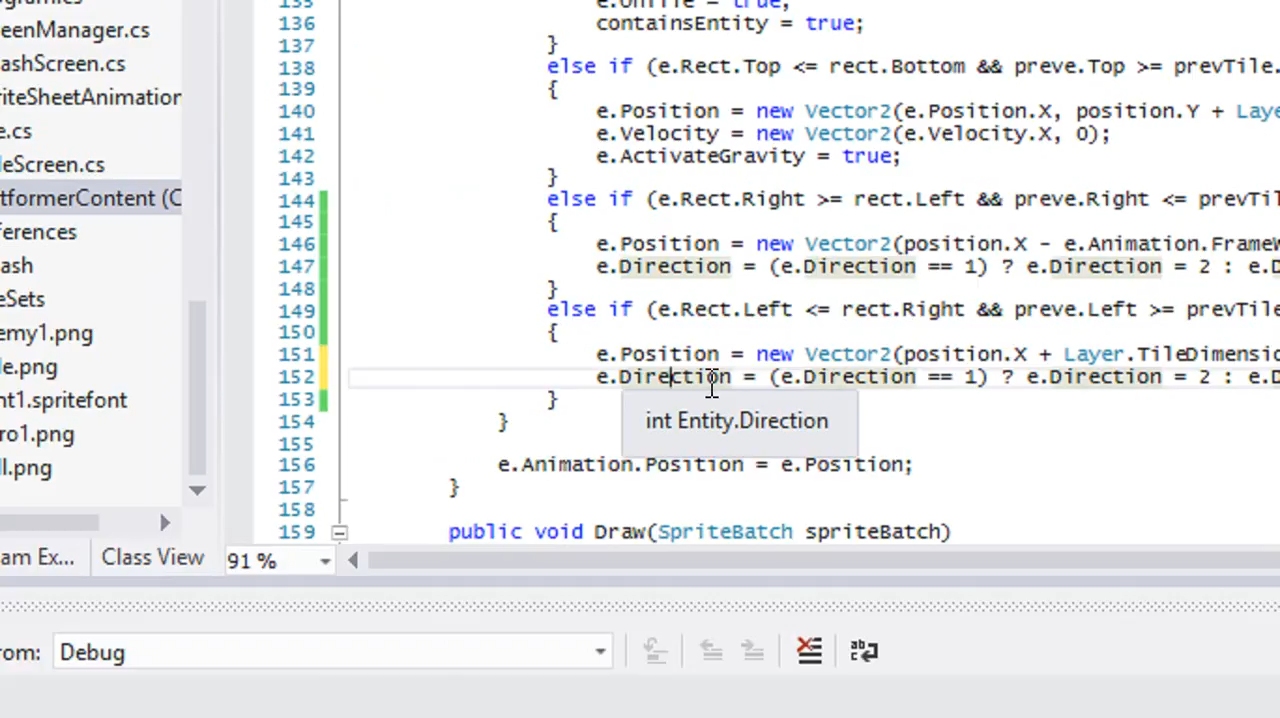 ramics
eenManager.cs
ashScreen.cs
riteSheetAnimation
e.cs
leScreen.cs
tformerContent (C
ferences
ash
eSets
emy1.png
le.png
nt1.spritefont
ro1.png
ll.png
am Ex... Class View
135 e.OnTile = true;
136 containsEntity = true;
137 }
138 else if (e.Rect.Top <= rect.Bottom && preve.Top >= prevTile.
139 {
140 e.Position = new Vector2(e.Position.X, position.Y + Laye
141 e.Velocity = new Vector2(e.Velocity.X, 0);
142 e.ActivateGravity = true;
143 }
144 else if (e.Rect.Right >= rect.Left && preve.Right <= prevTil
145 {
146 e.Position = new Vector2(position.X - e.Animation.FrameW
147 e.Direction = (e.Direction == 1) ? e.Direction = 2 : e.D
148 }
149 else if (e.Rect.Left <= rect.Right && preve.Left >= prevTile
150 {
151 e.Position = new Vector2(position.X + Layer.TileDimensio
152 e.Direction = (e.Direction == 1) ? e.Direction = 2 : e.D
153 }
int Entity.Direction
154 }
155
156 e.Animation.Position = e.Position;
157 }
158
159 public void Draw(SpriteBatch spriteBatch)
91 %
rom: Debug